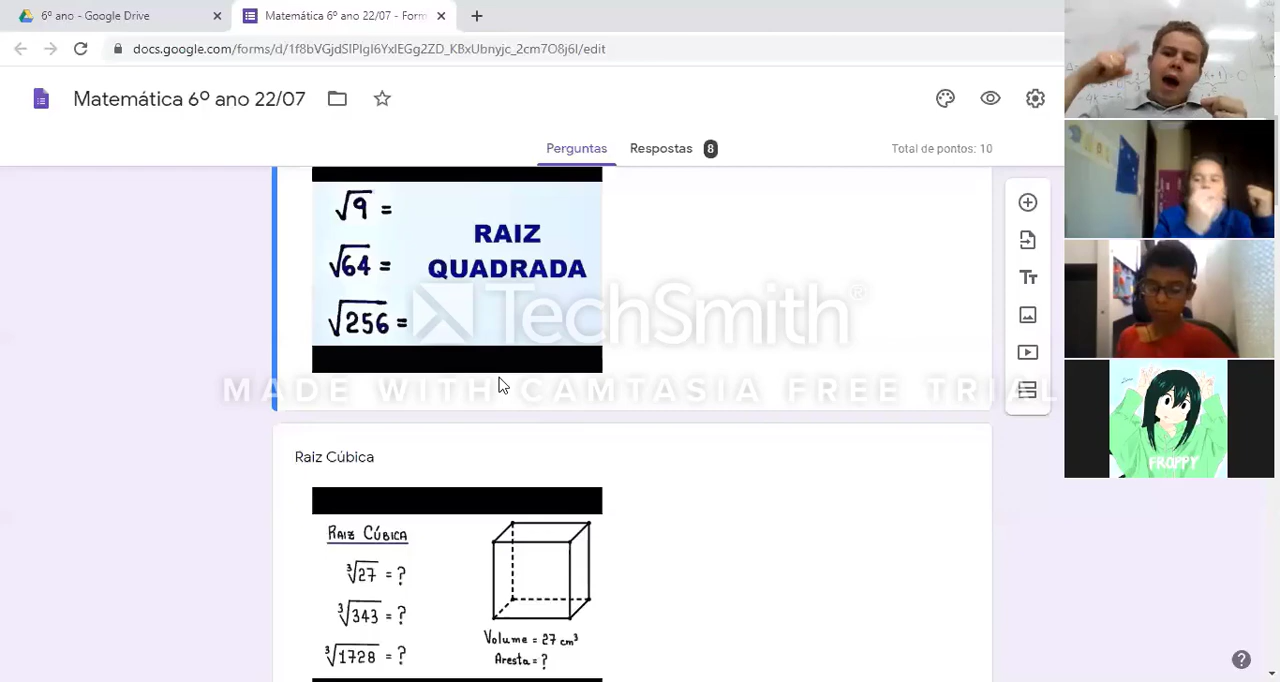 6º ano - Google Drive
Matemática 6º ano 22/07 - Form
docs.google.com/forms/d/1f8bVGjdSlPIgI6YxlEGg2ZD_KBxUbnyjc_2cm7O8j6I/edit
Matemática 6º ano 22/07
Perguntas
Respostas 8
Total de pontos: 10
√9 =
√64 =
√256 =
RAIZ
QUADRADA
TechSmith®
MADE WITH CAMTASIA FREE TRIAL
Raiz Cúbica
RAIZ CÚBICA
∛27 = ?
∛343 = ?
∛1728 = ?
Volume = 27 cm³
Aresta = ?
FROPPY